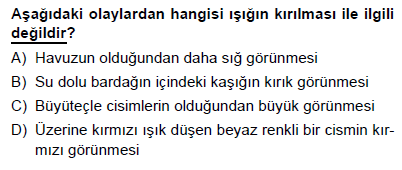 Aşağıdaki olaylardan hangisi ışığın kırılması ile ilgili
değildir?
A) Havuzun olduğundan daha sığ görünmesi
B) Su dolu bardağın içindeki kaşığın kırık görünmesi
C) Büyüteçle cisimlerin olduğundan büyük görünmesi
D) Üzerine kırmızı ışık düşen beyaz renkli bir cismin kır-
mızı görünmesi